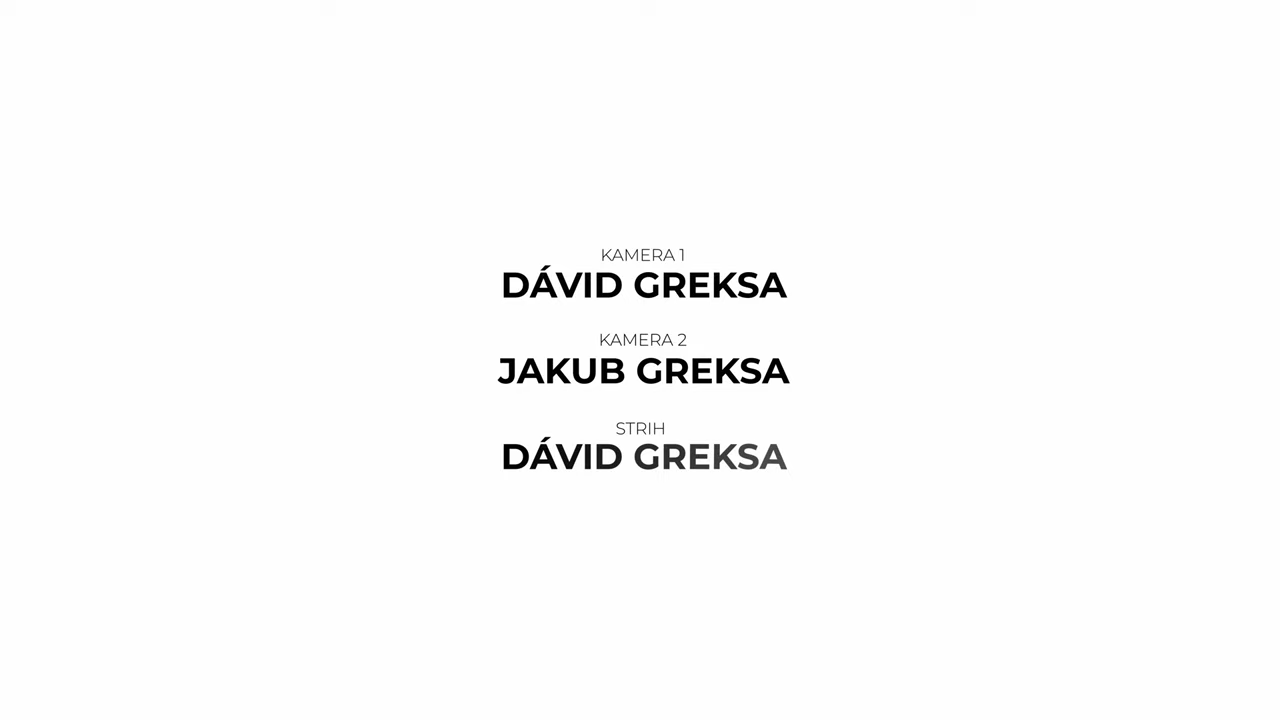 KAMERA 1
DÁVID GREKSA
KAMERA 2
JAKUB GREKSA
STRIH
DÁVID GREKSA